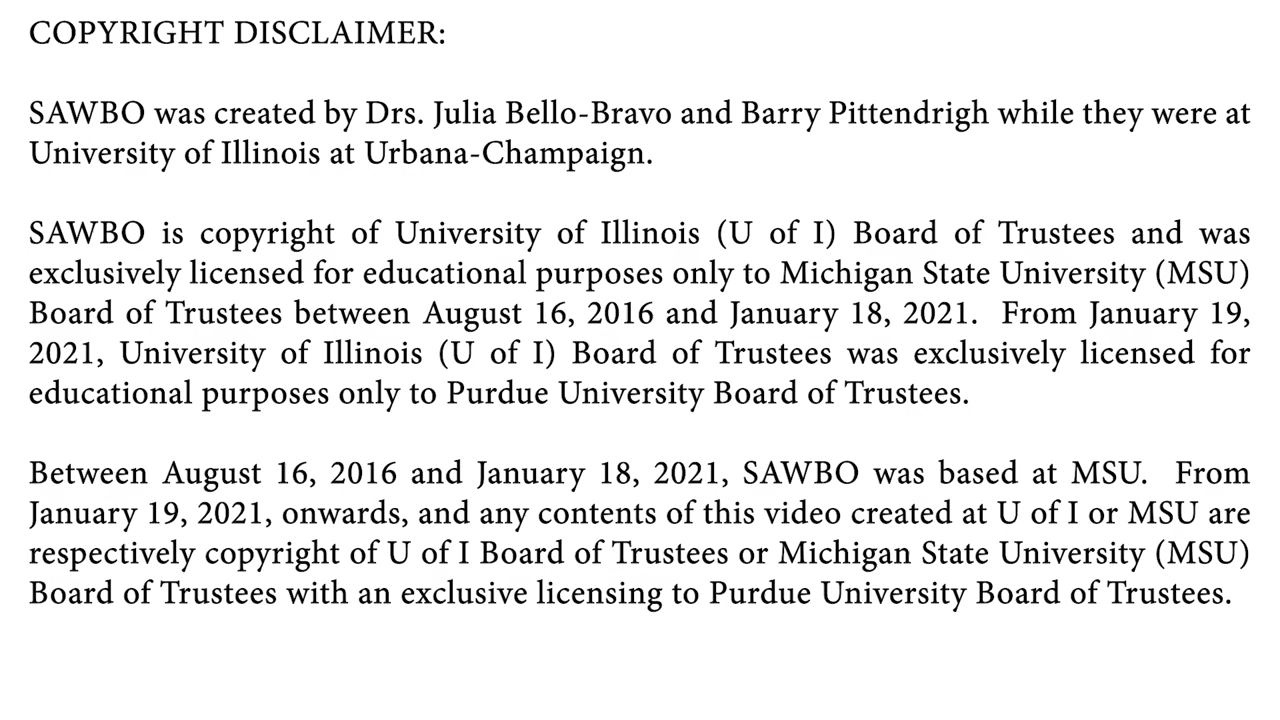 COPYRIGHT DISCLAIMER:
SAWBO was created by Drs. Julia Bello-Bravo and Barry Pittendrigh while they were at
University of Illinois at Urbana-Champaign.
SAWBO is copyright of University of Illinois (U of I) Board of Trustees and was
exclusively licensed for educational purposes only to Michigan State University (MSU)
Board of Trustees between August 16, 2016 and January 18, 2021.  From January 19,
2021, University of Illinois (U of I) Board of Trustees was exclusively licensed for
educational purposes only to Purdue University Board of Trustees.
Between August 16, 2016 and January 18, 2021, SAWBO was based at MSU.  From
January 19, 2021, onwards, and any contents of this video created at U of I or MSU are
respectively copyright of U of I Board of Trustees or Michigan State University (MSU)
Board of Trustees with an exclusive licensing to Purdue University Board of Trustees.